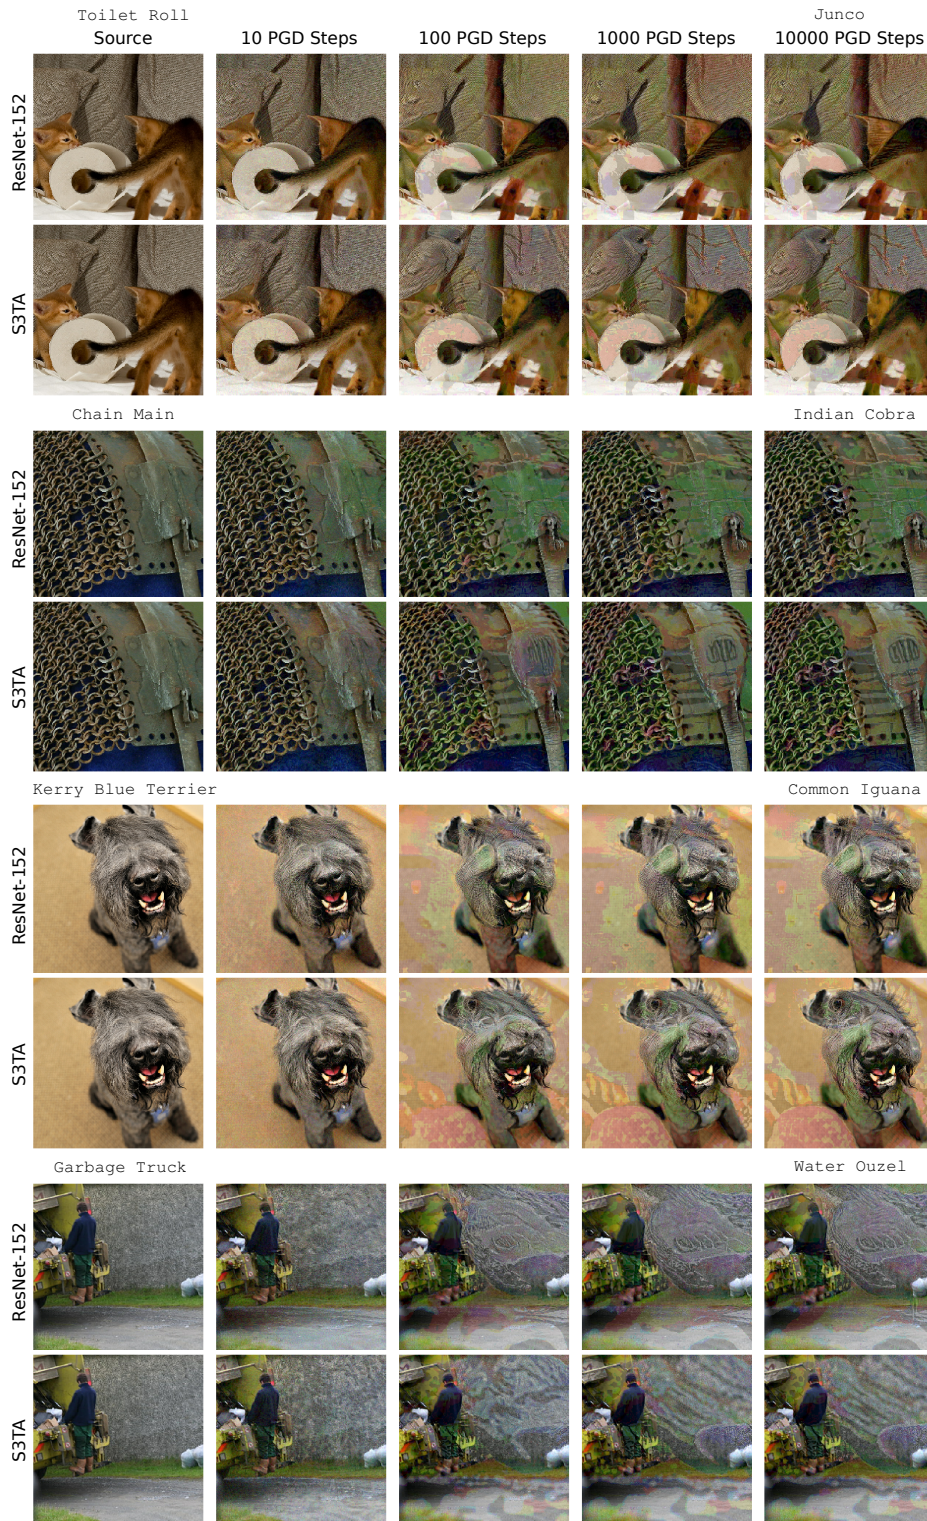 Toilet Roll Junco
Source 10 PGD Steps 100 PGD Steps 1000 PGD Steps 10000 PGD Steps
ResNet-152
S3TA
Chain Main Indian Cobra
ResNet-152
S3TA
Kerry Blue Terrier Common Iguana
ResNet-152
S3TA
Garbage Truck Water Ouzel
ResNet-152
S3TA